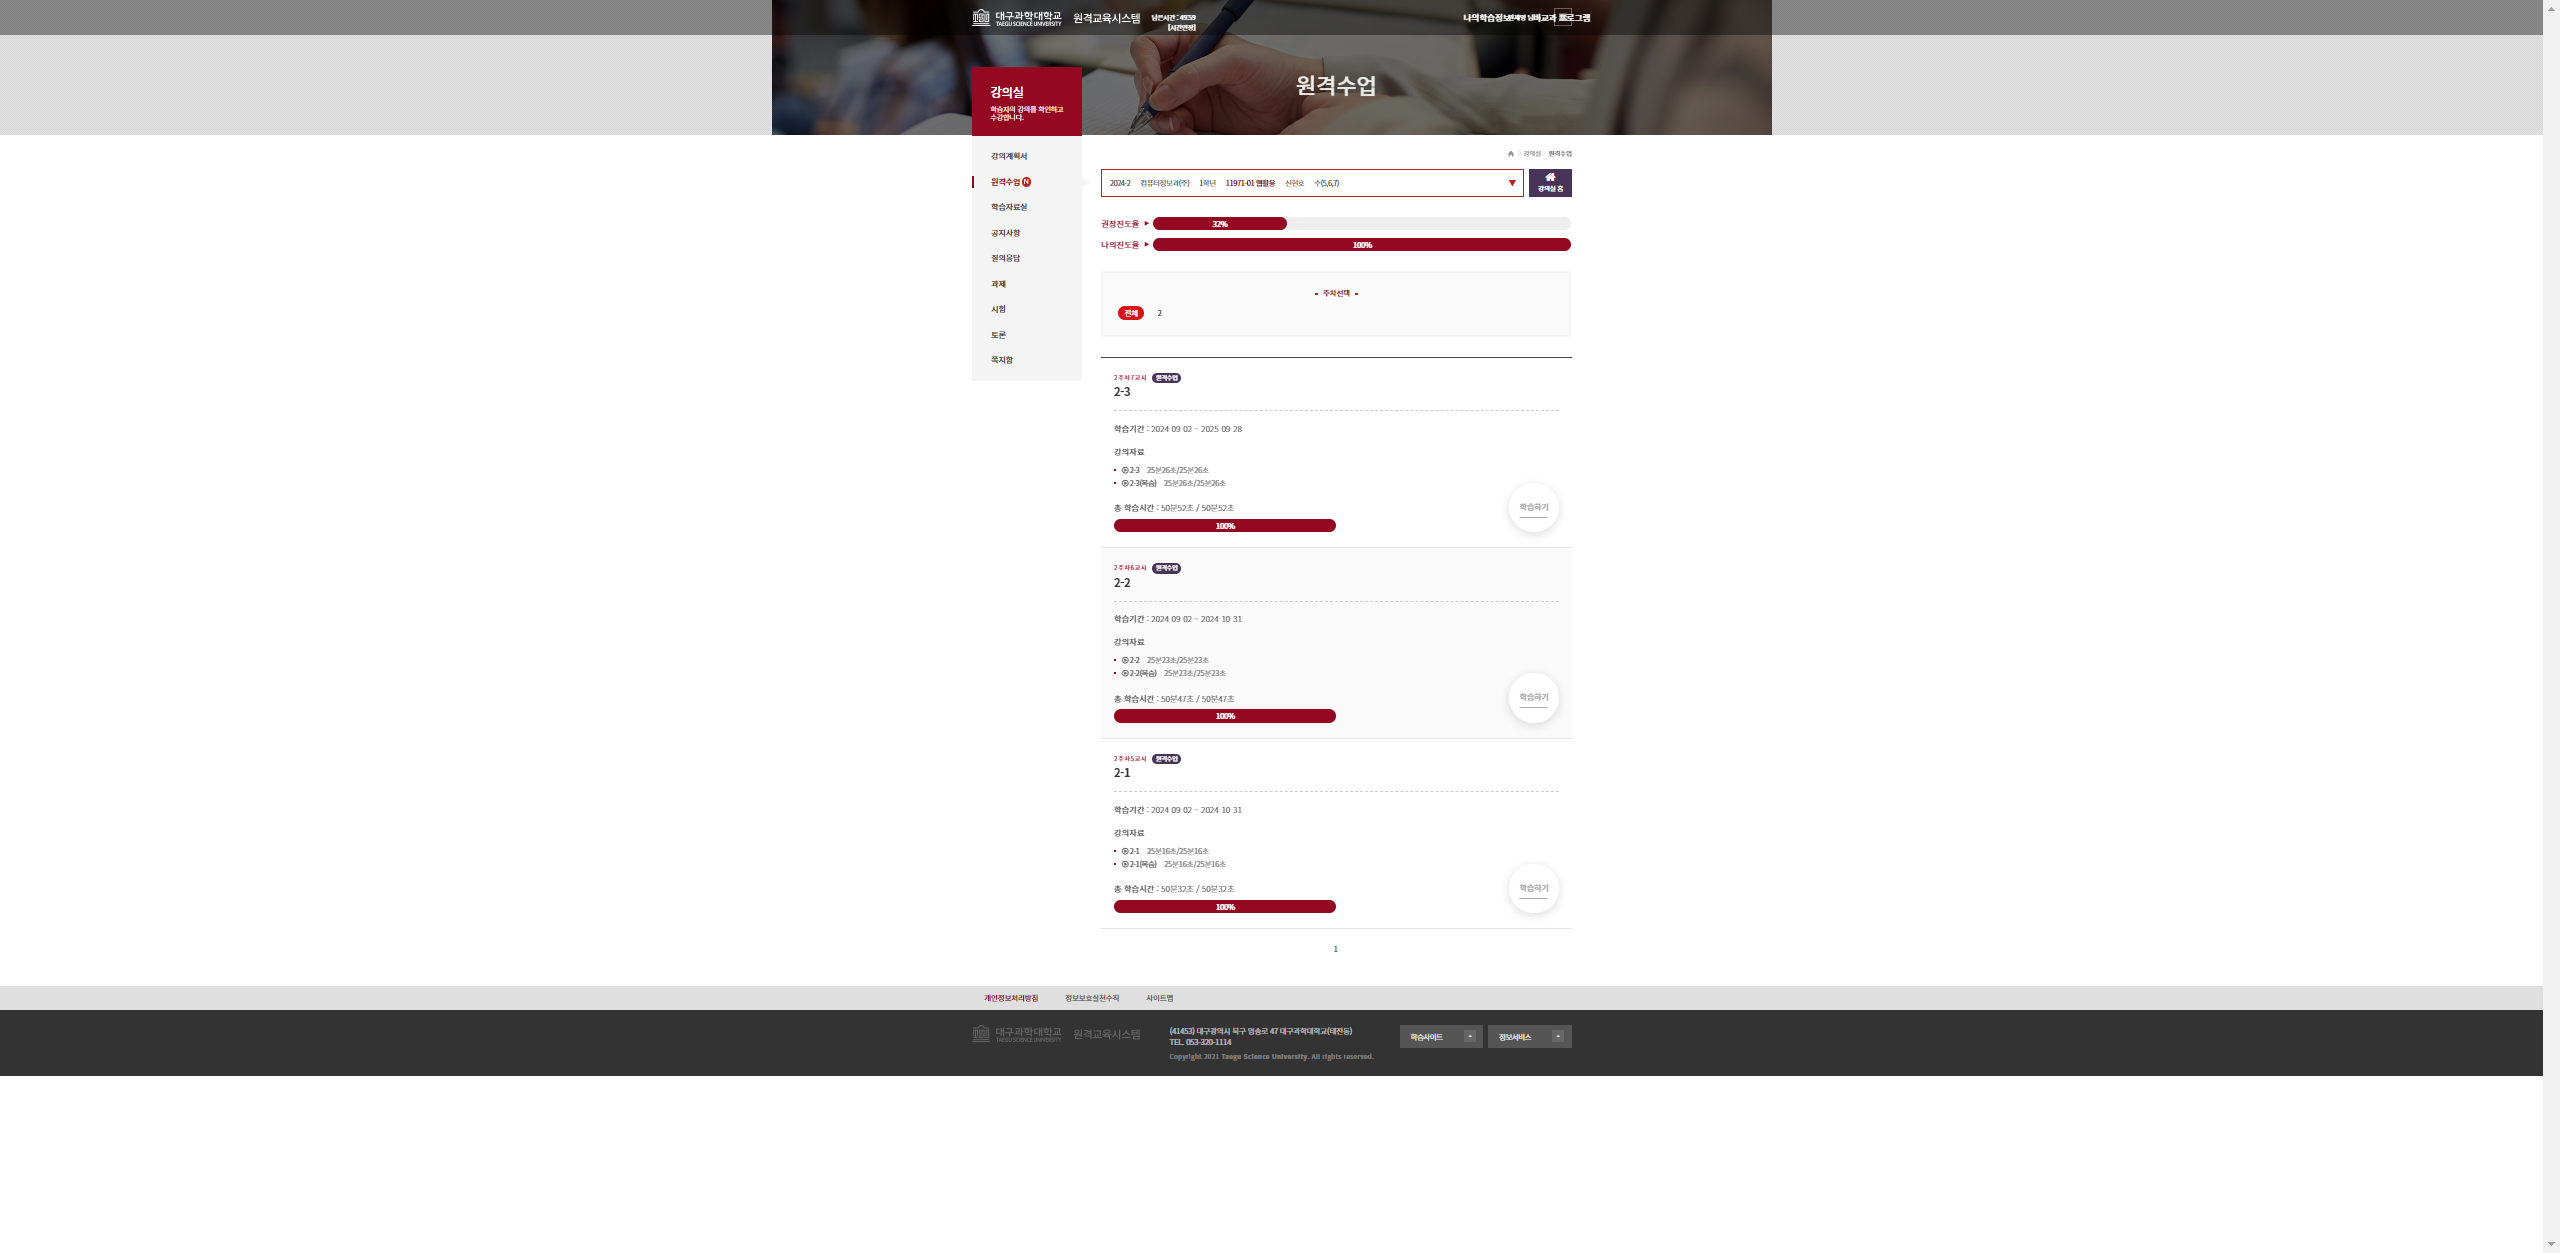 대구과학대학교
TAEGU SCIENCE UNIVERSITY
원격교육시스템
남은시간 : 49:59
[시간연장]
나의학습정보
비교과 프로그램
원격수업
강의실
학습자의 강의를 확인하고
수강합니다.
강의계획서
원격수업 N
학습자료실
공지사항
질의응답
과제
시험
토론
쪽지함
강의실 > 원격수업
2024-2 컴퓨터정보과(주) 1학년 11971-01 웹활용 신현호 수(5,6,7)
강의실 홈
권장진도율 ▶ 32%
나의진도율 ▶ 100%
- 주차선택 -
전체 2
2주차7교시 원격수업
2-3
학습기간 : 2024 09 02 ~ 2025 09 28
강의자료
2-3 25분26초/25분26초
2-3(복습) 25분26초/25분26초
총 학습시간 : 50분52초 / 50분52초
100%
학습하기
2주차6교시 원격수업
2-2
학습기간 : 2024 09 02 ~ 2024 10 31
강의자료
2-2 25분23초/25분23초
2-2(복습) 25분23초/25분23초
총 학습시간 : 50분47초 / 50분47초
100%
학습하기
2주차5교시 원격수업
2-1
학습기간 : 2024 09 02 ~ 2024 10 31
강의자료
2-1 25분16초/25분16초
2-1(복습) 25분16초/25분16초
총 학습시간 : 50분32초 / 50분32초
100%
학습하기
1
개인정보처리방침 정보보호실천수칙 사이트맵
대구과학대학교
TAEGU SCIENCE UNIVERSITY
원격교육시스템
(41453) 대구광역시 북구 영송로 47 대구과학대학교(태전동)
TEL. 053-320-1114
Copyright 2021 Taegu Science University. All rights reserved.
학습사이트
정보서비스